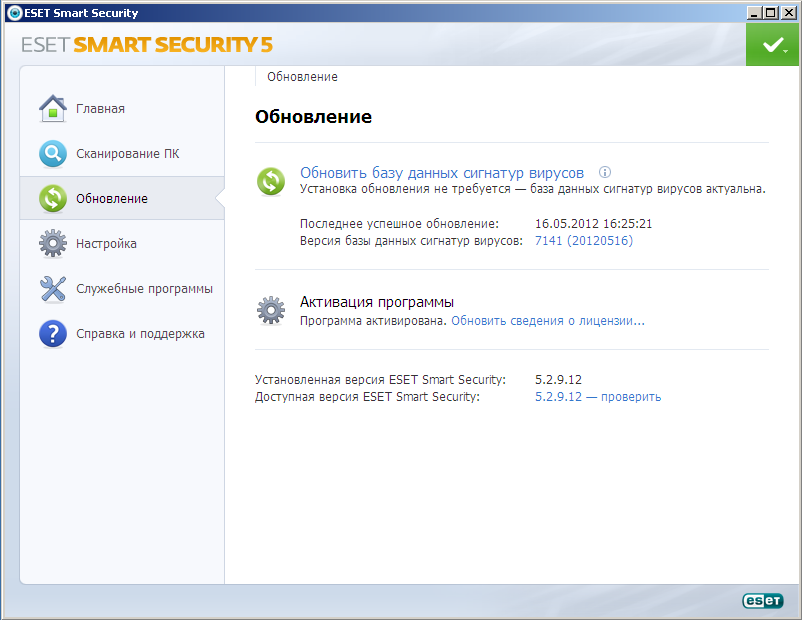 ESET Smart Security
ESET SMART SECURITY 5
Главная
Сканирование ПК
Обновление
Настройка
Служебные программы
Справка и поддержка
Обновление
Обновление
Обновить базу данных сигнатур вирусов
Установка обновления не требуется — база данных сигнатур вирусов актуальна.
Последнее успешное обновление: 16.05.2012 16:25:21
Версия базы данных сигнатур вирусов: 7141 (20120516)
Активация программы
Программа активирована. Обновить сведения о лицензии...
Установленная версия ESET Smart Security: 5.2.9.12
Доступная версия ESET Smart Security: 5.2.9.12 — проверить
eset